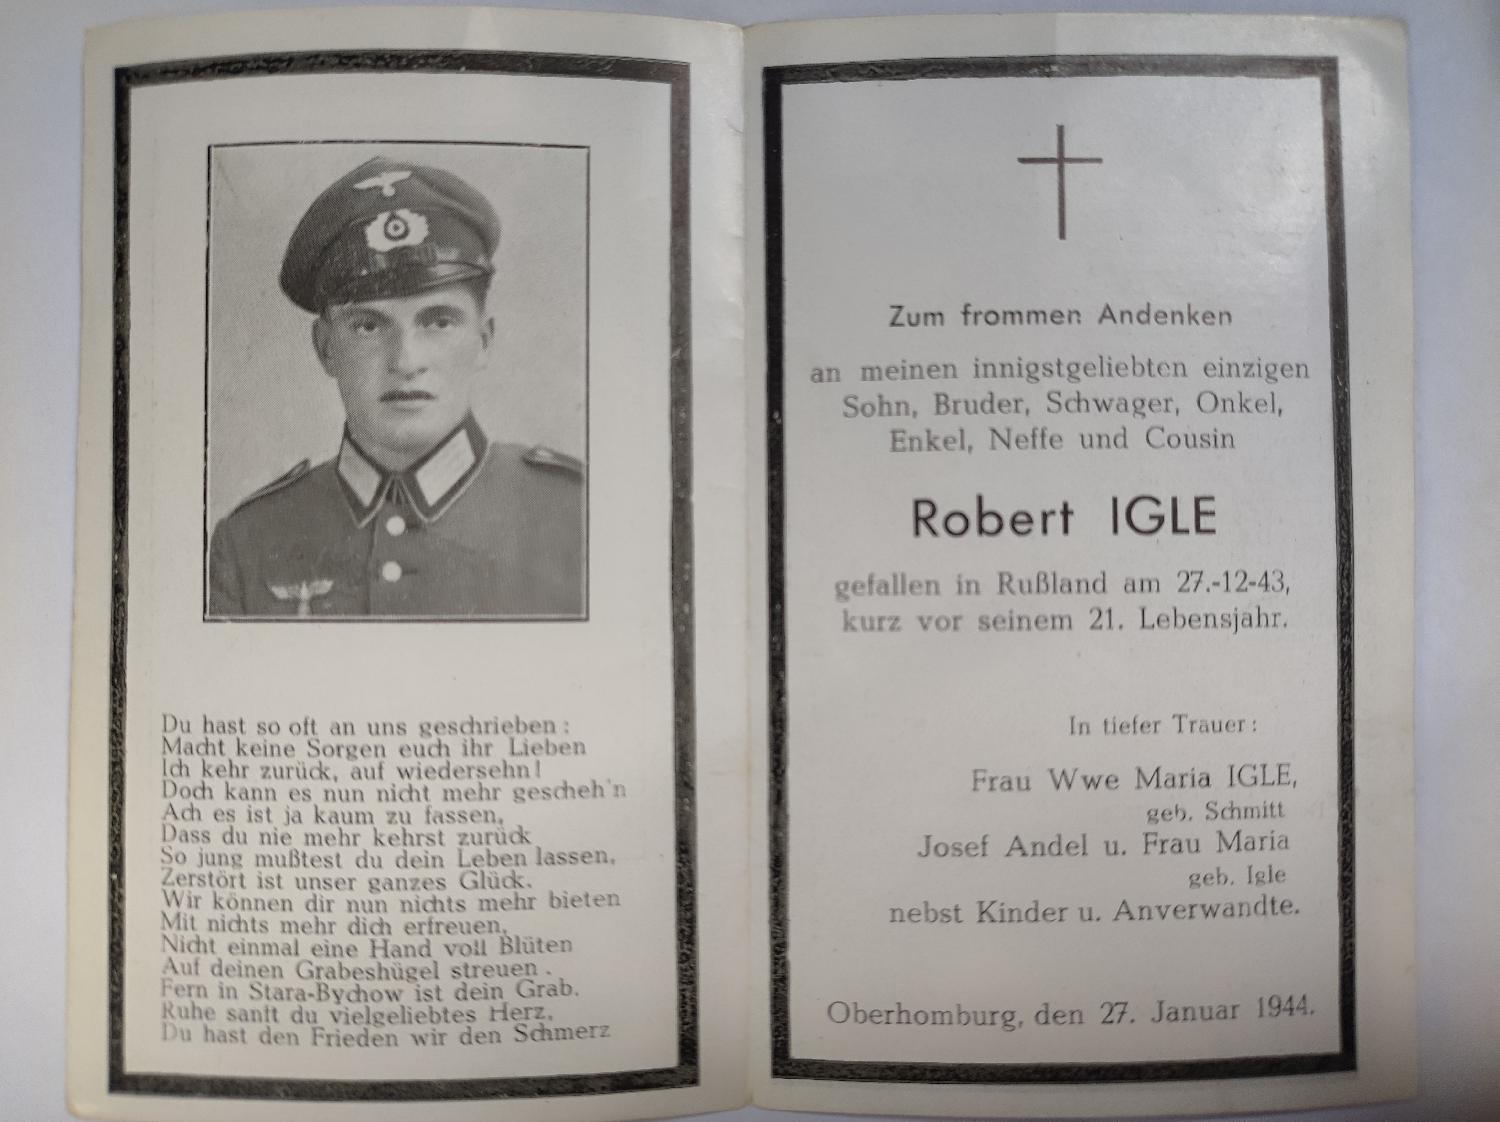 Du hast so oft an uns geschrieben :
Macht keine Sorgen euch ihr Lieben
Ich kehr zurück, auf wiedersehn!
Doch kann es nun nicht mehr gescheh'n
Ach es ist ja kaum zu fassen,
Dass du nie mehr kehrst zurück
So jung mußtest du dein Leben lassen,
Zerstört ist unser ganzes Glück.
Wir können dir nun nichts mehr bieten
Mit nichts mehr dich erfreuen,
Nicht einmal eine Hand voll Blüten
Auf deinen Grabeshügel streuen .
Fern in Stara-Bychow ist dein Grab.
Ruhe sanft du vielgeliebtes Herz,
Du hast den Frieden wir den Schmerz
Zum frommen Andenken
an meinen innigstgeliebten einzigen
Sohn, Bruder, Schwager, Onkel,
Enkel, Neffe und Cousin
Robert IGLE
gefallen in Rußland am 27.-12-43,
kurz vor seinem 21. Lebensjahr.
In tiefer Trauer :
Frau Wwe Maria IGLE,
geb. Schmitt
Josef Andel u. Frau Maria
geb. Igle
nebst Kinder u. Anverwandte.
Oberhomburg, den 27. Januar 1944.